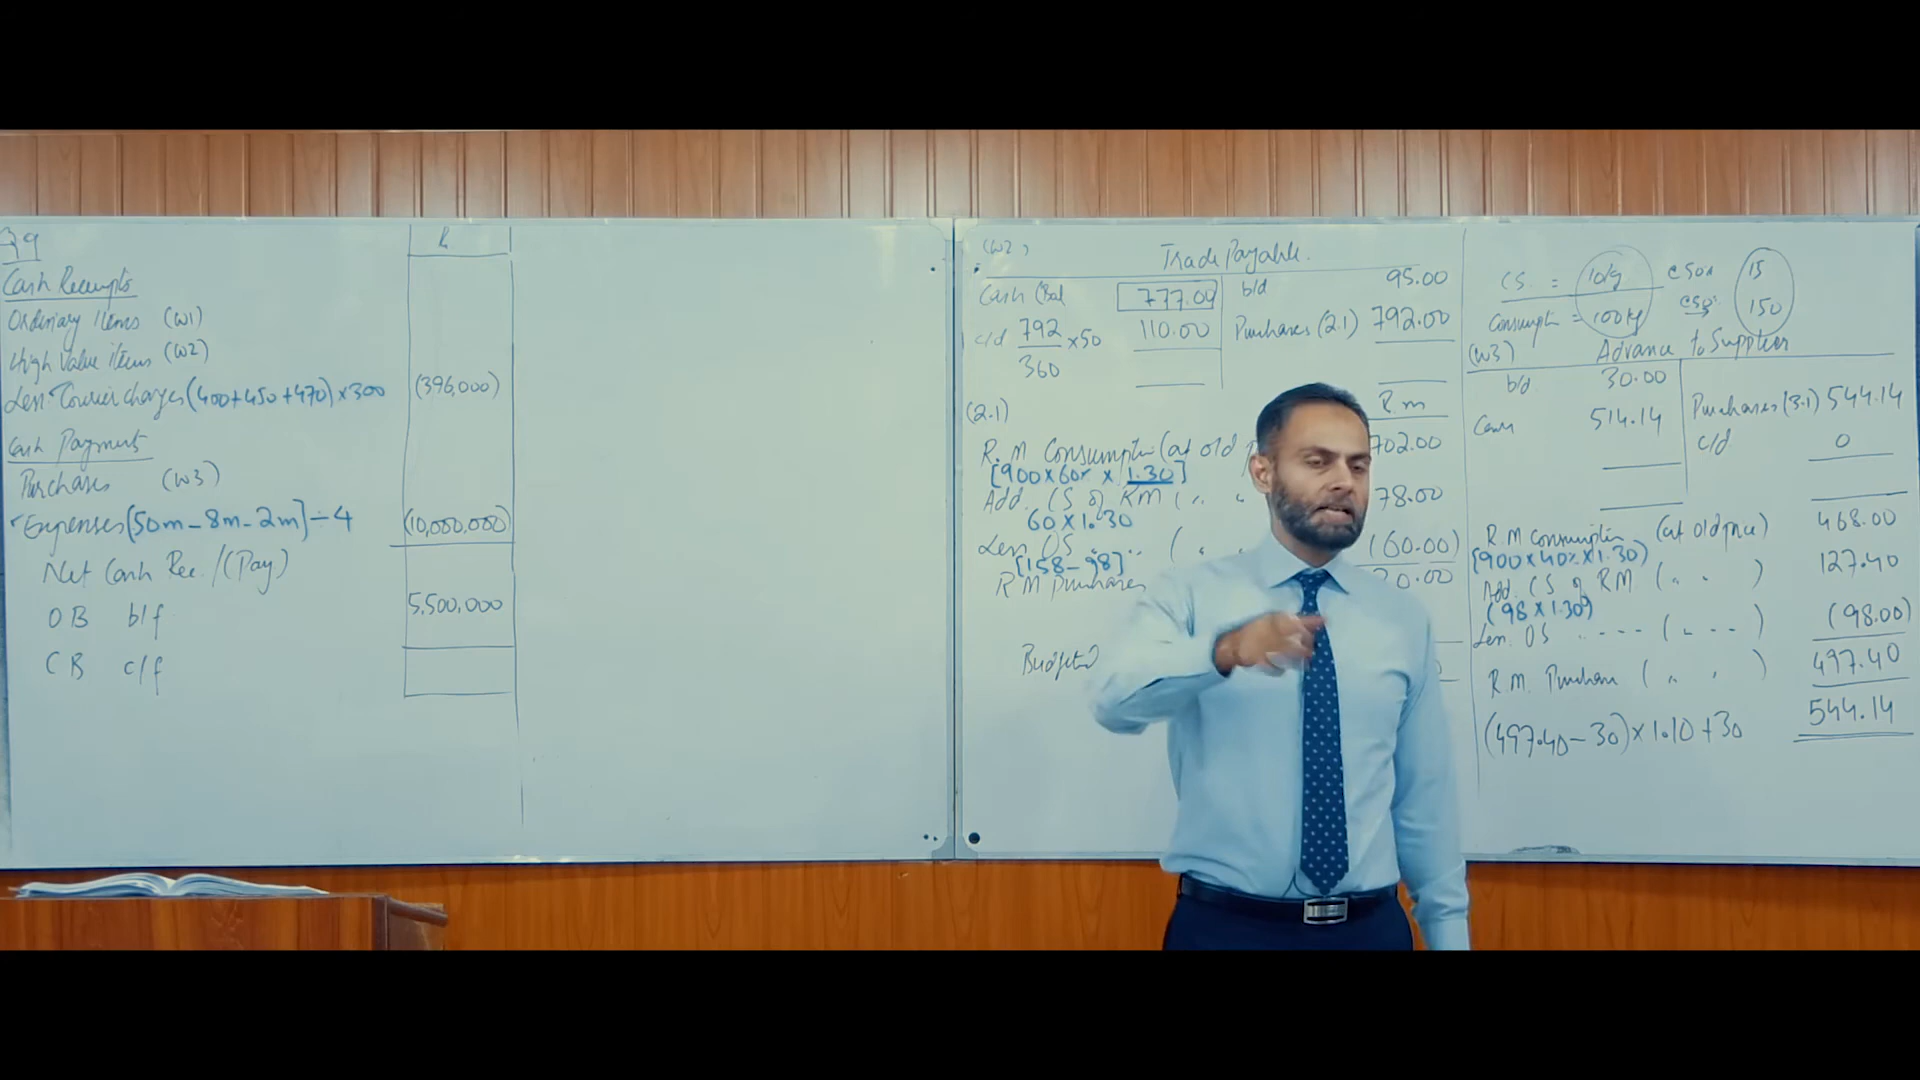 Q9
R
Cash Receipts
Ordinary items (W1)
High Value items (W2)
Less: Courier charges (400+450+470)×300 (396,000)
Cash Payment
Purchases (W3)
Expenses [50m-8m-2m]÷4 (10,000,000)
Net Cash Rec./(Pay)
OB b/f 5,500,000
CB c/f
(W2) Trade Payable.
Cash (Bal 777.00 b/d 95.00
c/d 792/360 ×50 110.00 Purchases (2.1) 792.00
(2.1) R.m
R.M Consumption (at old 702.00
[900×60%×1.30]
Add. CS of RM ( 78.00
60×1.30
Less OS ( (60.00)
[158-98]
R M Purchases 20.00
Budgeted
CS. = 10kg 15
Consumpt = 100kg 150
(W3) Advance to Supplier
b/d 30.00
Purchases (3.1) 544.14
Cash 514.14
c/d 0
R.M Consumption (at old price) 468.00
[900×40%×1.30)
Add. CS of RM ( " " ) 127.40
(98×1.30)
Less. OS ---- ( " -- ) (98.00)
R.M. Purchase ( " " ) 497.40
(497.40-30)×1.10+30 544.14